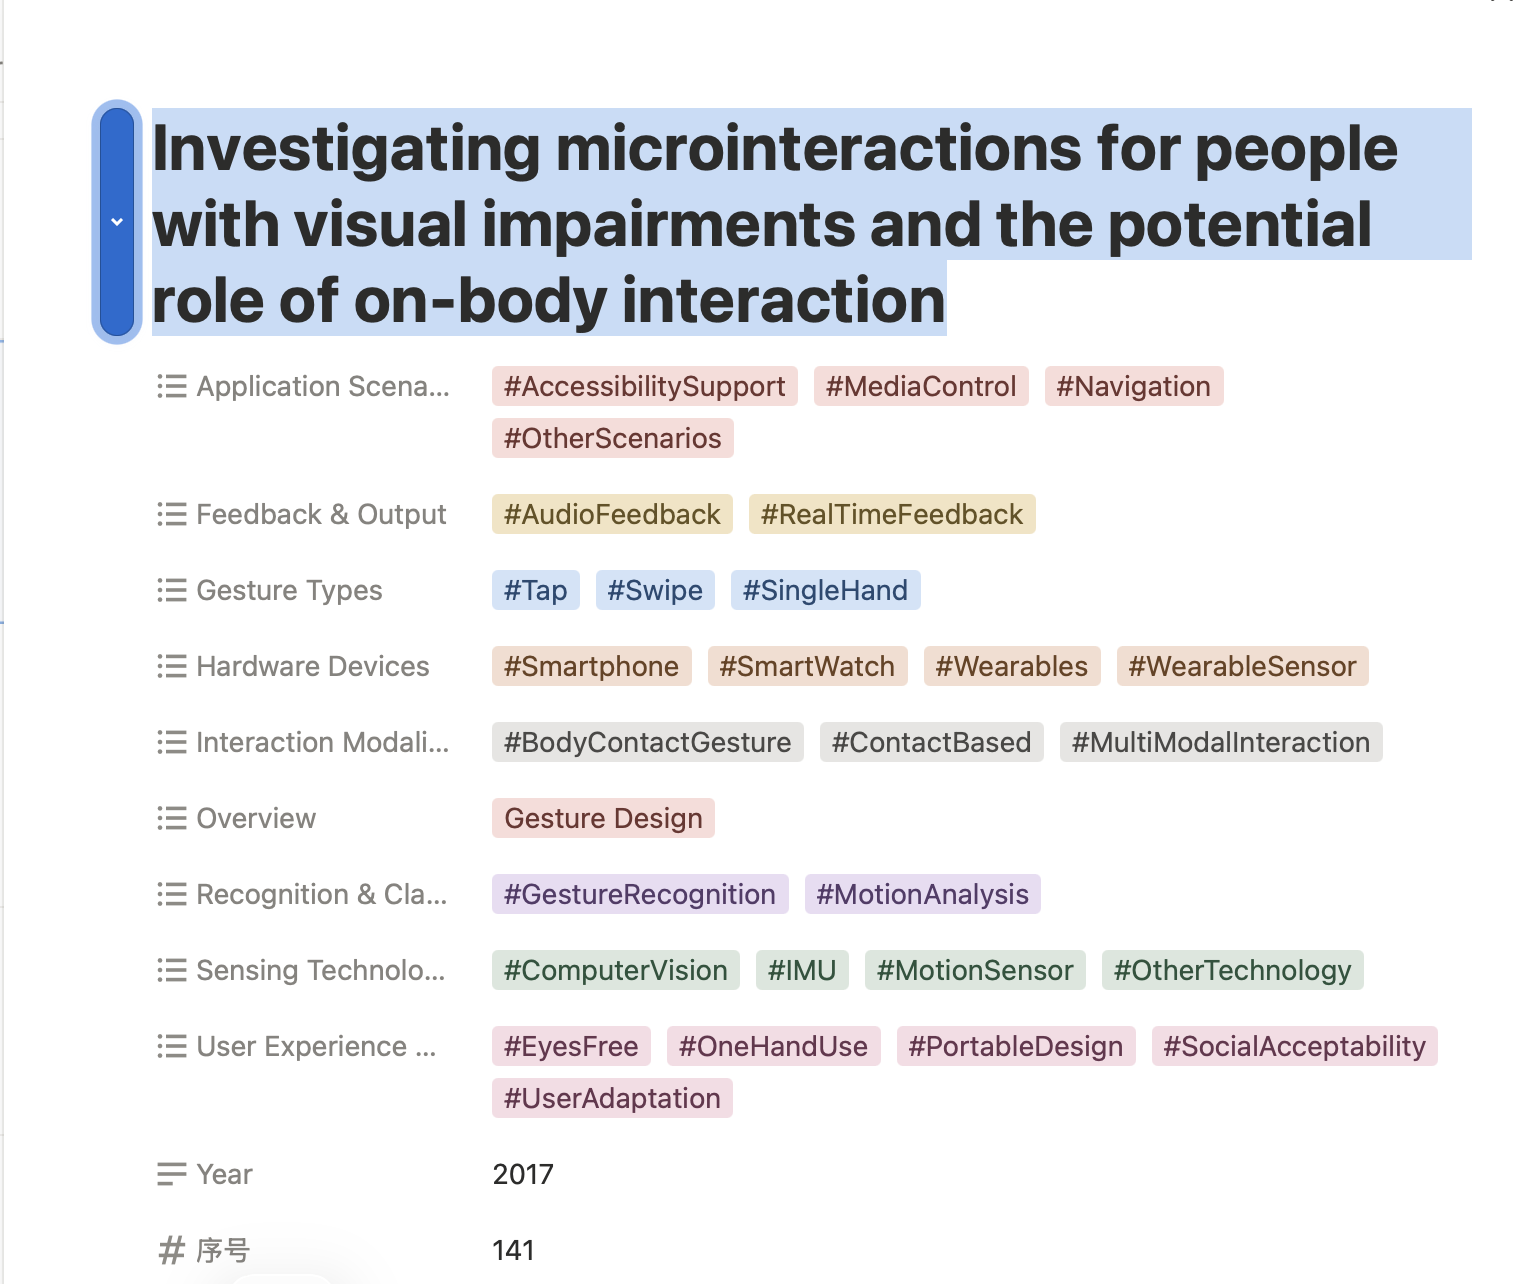 Investigating microinteractions for people
with visual impairments and the potential
role of on-body interaction
Application Scena... #AccessibilitySupport #MediaControl #Navigation
#OtherScenarios
Feedback & Output #AudioFeedback #RealTimeFeedback
Gesture Types #Tap #Swipe #SingleHand
Hardware Devices #Smartphone #SmartWatch #Wearables #WearableSensor
Interaction Modali... #BodyContactGesture #ContactBased #MultiModalInteraction
Overview Gesture Design
Recognition & Cla... #GestureRecognition #MotionAnalysis
Sensing Technolo... #ComputerVision #IMU #MotionSensor #OtherTechnology
User Experience ... #EyesFree #OneHandUse #PortableDesign #SocialAcceptability
#UserAdaptation
Year 2017
序号 141